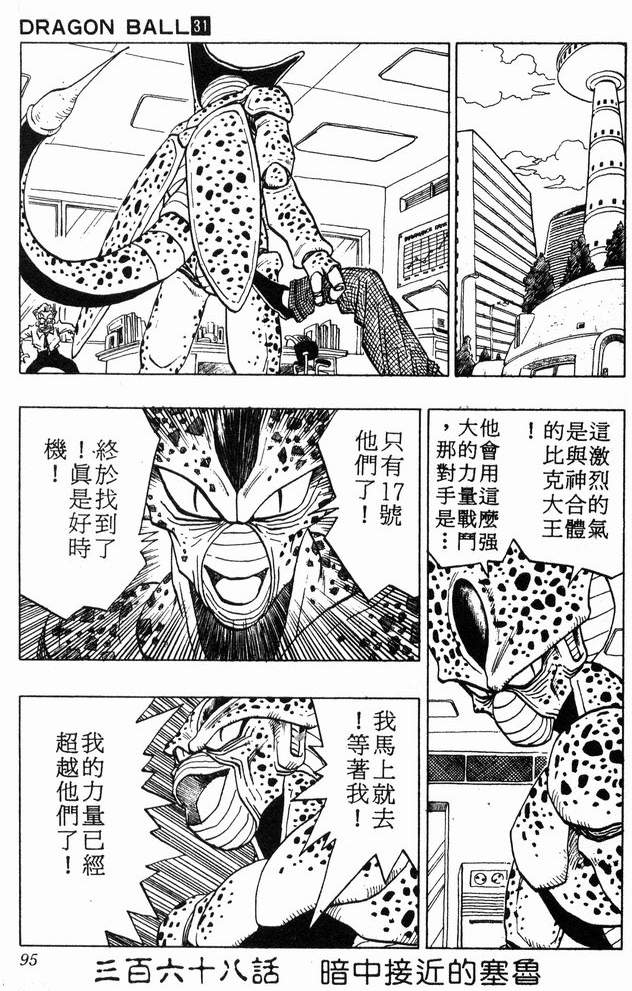 DRAGON BALL 31
這激烈的氣
是與神合體
的比克大王
!
他會用這麼强
大的力量戰鬥
，那對手是…
只有17號
他們了!
終於找到了
!眞是好時
機!
我馬上就去
!等著我!
我的力量已經
超越他們了!
95
三百六十八話 暗中接近的塞魯